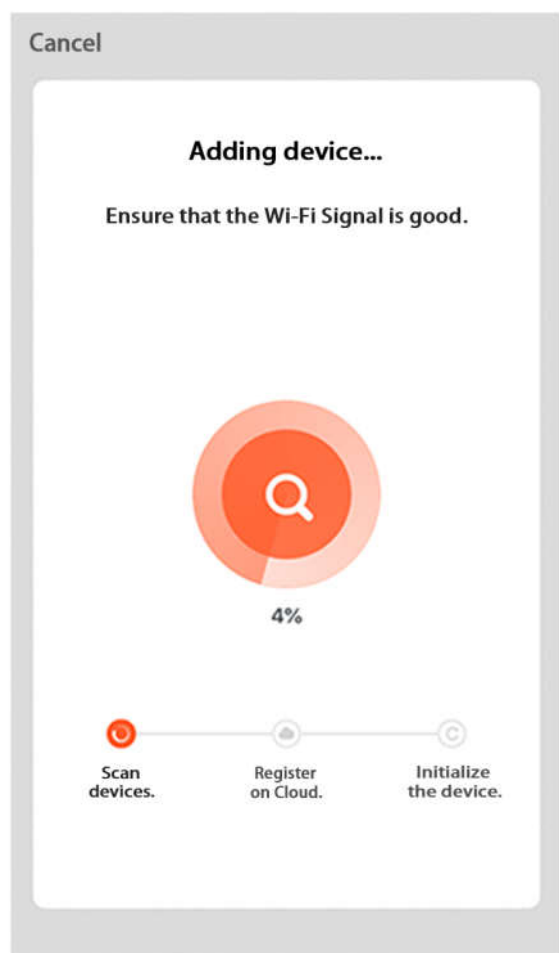 Cancel
Adding device...
Ensure that the Wi-Fi Signal is good.
4%
Scan
devices.
Register
on Cloud.
Initialize
the device.